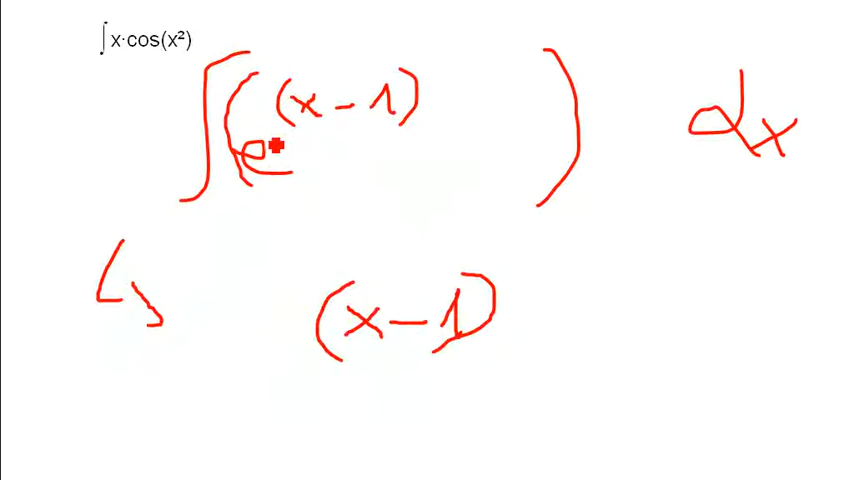 ∫x·cos(x²)
∫(e^(x-1) ) dx
(x-1)